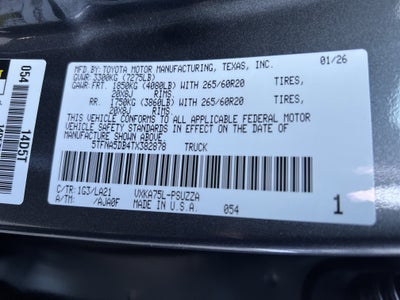 MFD. BY TOYOTA MOTOR MANUFACTURING, TEXAS, INC. 01/26
GVWR: 3300KG (7275LB)
GAWR: FRT. 1850KG (4080LB) WITH 265/60R20 TIRES,
20X8J RIMS.
RR. 1750KG (3860LB) WITH 265/60R20 TIRES,
20X8J RIMS.
THIS VEHICLE CONFORMS TO ALL APPLICABLE FEDERAL MOTOR
VEHICLE SAFETY STANDARDS IN EFFECT ON THE DATE OF
MANUFACTURE SHOWN ABOVE.
5TFNA5DB4TX382878 TRUCK
C/TR: 1G3/LA21 VXKA75L-PSUZZA
A/TM: /AJA0F MADE IN U.S.A. 054 1
054 14D5T